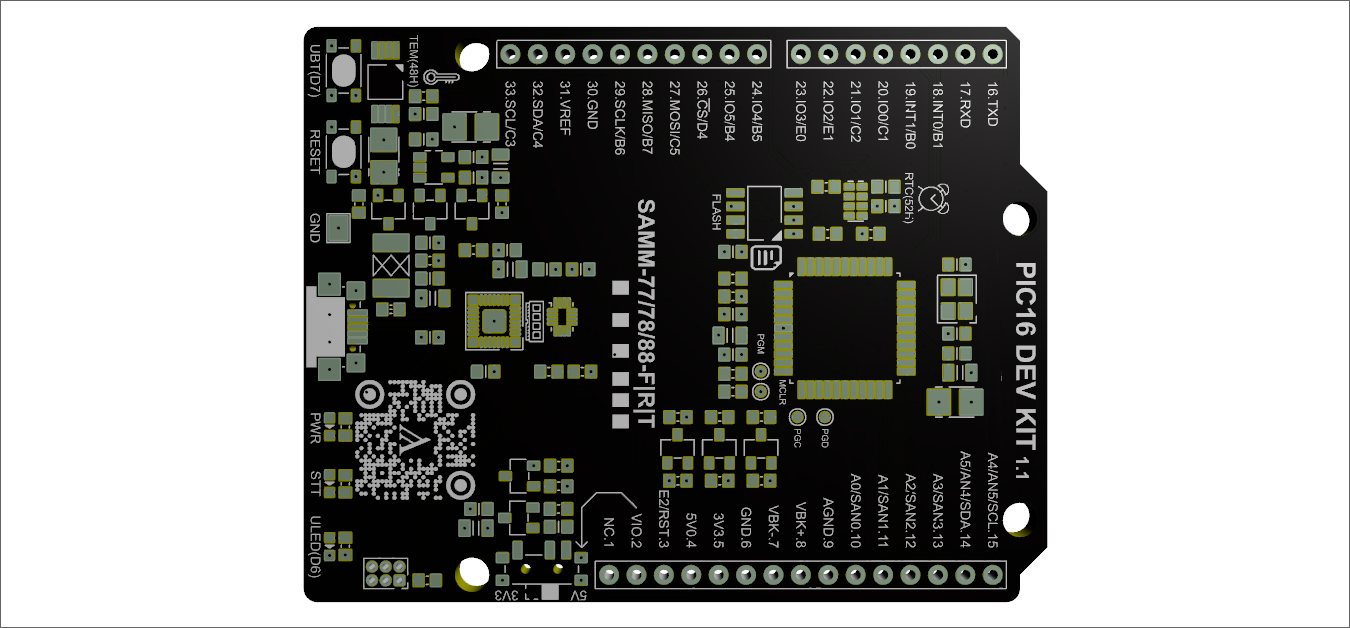 UBT(D7)
TEM(48H)
RESET
GND
PWR
STT
ULED(D6)
33.SCL/C3
32.SDA/C4
31.VREF
30.GND
29.SCLK/B6
28.MISO/B7
27.MOSI/C5
26.CS/D4
25.IO5/B4
24.IO4/B5
23.IO3/E0
22.IO2/E1
21.IO1/C2
20.IO0/C1
19.INT1/B0
18.INT0/B1
17.RXD
16.TXD
FLASH
RTC(52H)
SAMM-77/78/88-F|R|T
PIC16 DEV KIT 1.1
PGM
MCLR
PGC
PGD
NC.1
VIO.2
E2/RST.3
5V0.4
3V3.5
GND.6
VBK-.7
VBK+.8
AGND.9
A0/SAN0.10
A1/SAN1.11
A2/SAN2.12
A3/SAN3.13
A5/AN4/SDA.14
A4/AN5/SCL.15
3V3
5V